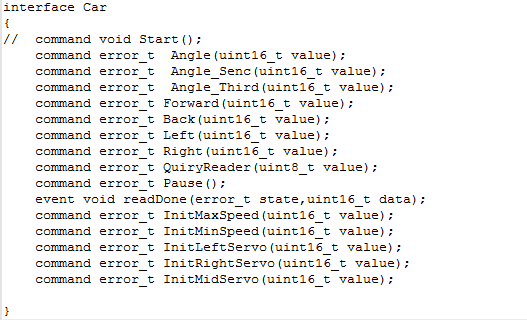 interface Car
{
//  command void Start();
    command error_t  Angle(uint16_t value);
    command error_t  Angle_Senc(uint16_t value);
    command error_t  Angle_Third(uint16_t value);
    command error_t Forward(uint16_t value);
    command error_t Back(uint16_t value);
    command error_t Left(uint16_t value);
    command error_t Right(uint16_t value);
    command error_t QuiryReader(uint8_t value);
    command error_t Pause();
    event void readDone(error_t state,uint16_t data);
    command error_t InitMaxSpeed(uint16_t value);
    command error_t InitMinSpeed(uint16_t value);
    command error_t InitLeftServo(uint16_t value);
    command error_t InitRightServo(uint16_t value);
    command error_t InitMidServo(uint16_t value);
}